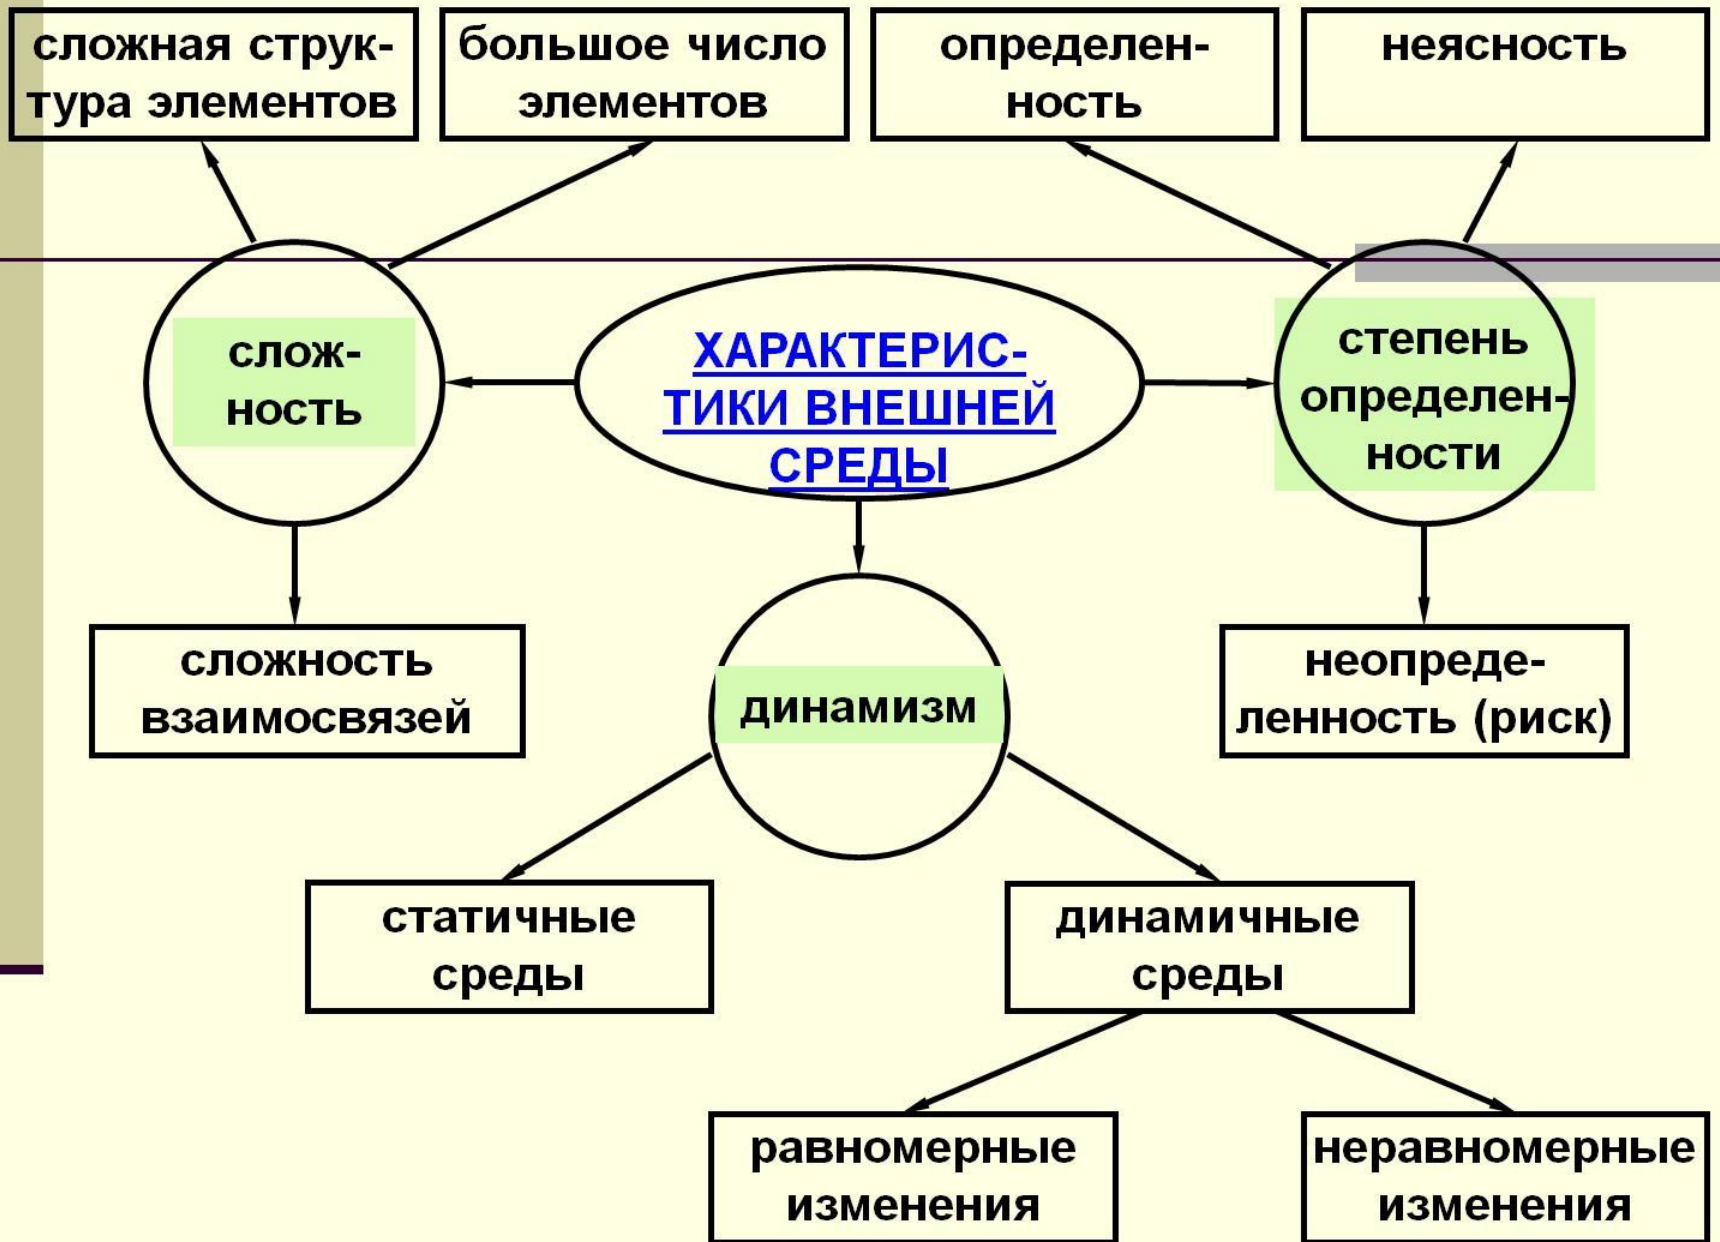 сложная струк-
тура элементов
большое число
элементов
определен-
ность
неясность
слож-
ность
ХАРАКТЕРИС-
ТИКИ ВНЕШНЕЙ
СРЕДЫ
степень
определен-
ности
сложность
взаимосвязей
динамизм
неопреде-
ленность (риск)
статичные
среды
динамичные
среды
равномерные
изменения
неравномерные
изменения